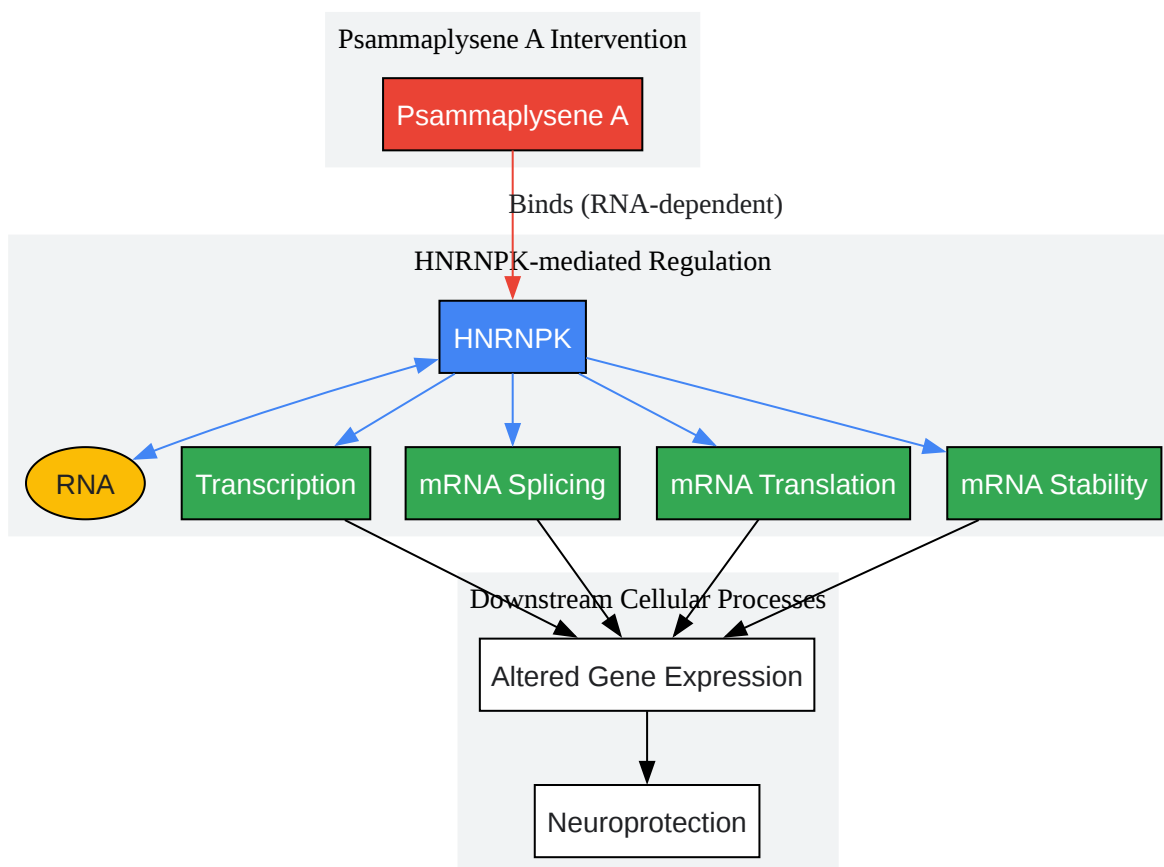 Psammaplysene A Intervention
Psammaplysene A
Binds (RNA-dependent)
HNRNPK-mediated Regulation
HNRNPK
RNA
Transcription
mRNA Splicing
mRNA Translation
mRNA Stability
Downstream Cellular Processes
Altered Gene Expression
Neuroprotection